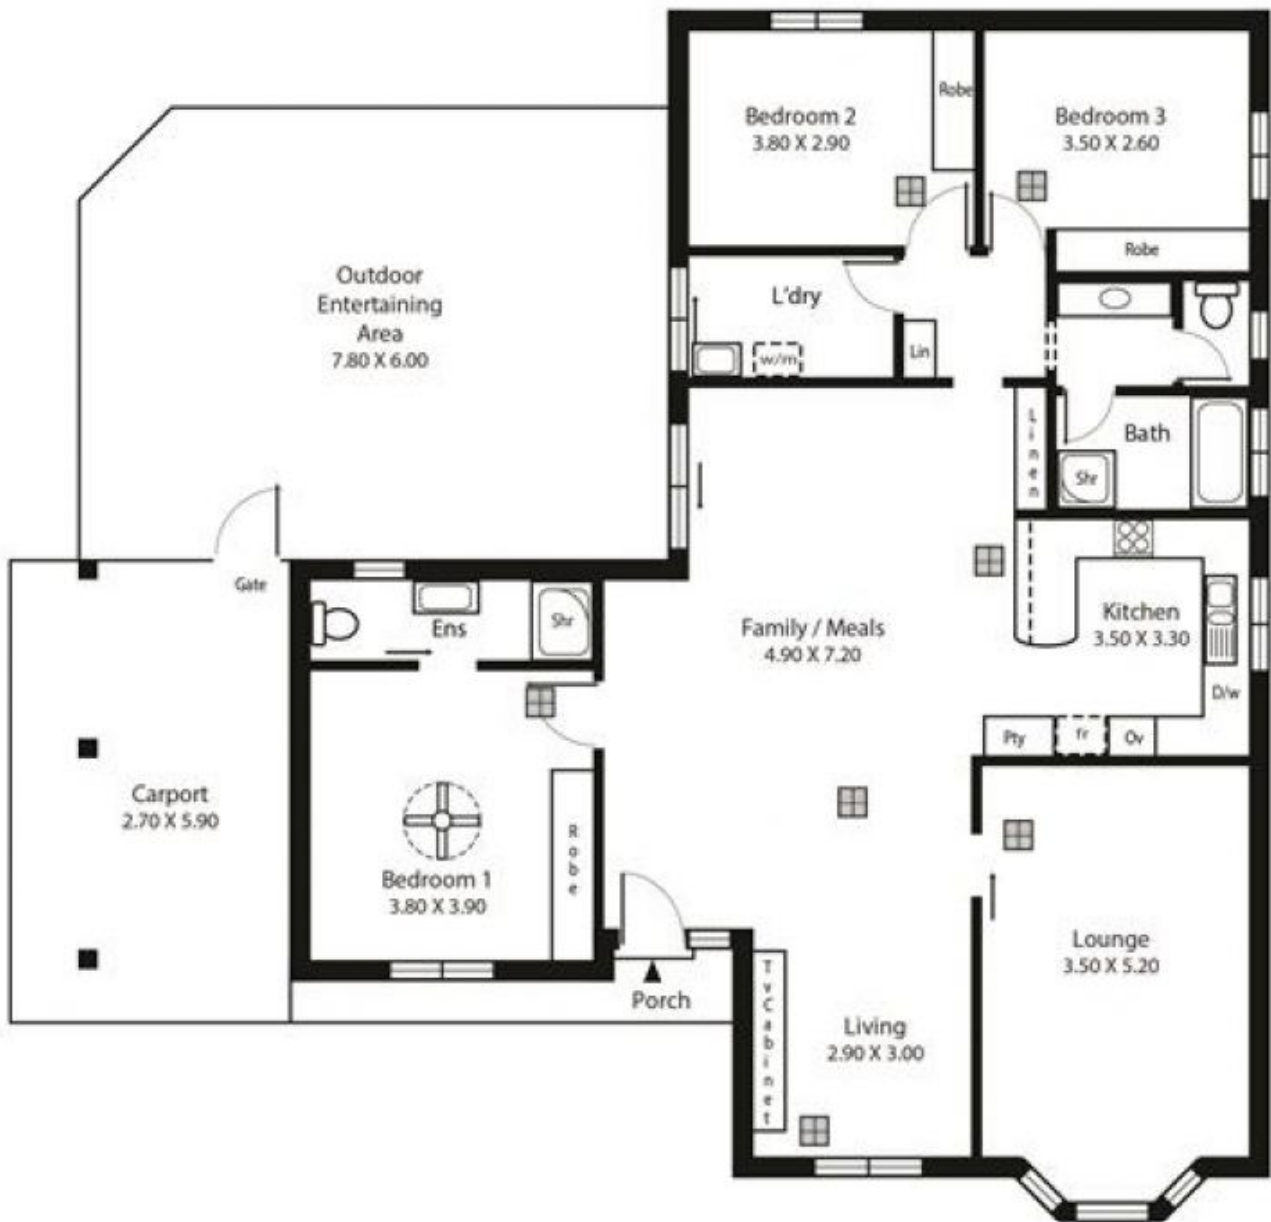 Bedroom 2
3.80 X 2.90
Robe
Bedroom 3
3.50 X 2.60
Robe
Outdoor
Entertaining
Area
7.80 X 6.00
L'dry
w/m
Lin
Linen
Bath
Shr
Gate
Ens
Shr
Family / Meals
4.90 X 7.20
Kitchen
3.50 X 3.30
D/w
Pty
fr
Ov
Carport
2.70 X 5.90
Bedroom 1
3.80 X 3.90
Robe
Porch
TvCabinet
Living
2.90 X 3.00
Lounge
3.50 X 5.20